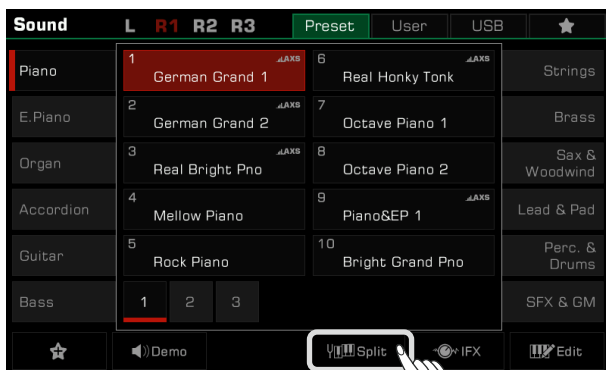 Sound L R1 R2 R3 Preset User USB
Piano
E.Piano
Organ
Accordion
Guitar
Bass
1 AXS
German Grand 1
2 AXS
German Grand 2
3 AXS
Real Bright Pno
4
Mellow Piano
5
Rock Piano
6 AXS
Real Honky Tonk
7
Octave Piano 1
8
Octave Piano 2
9 AXS
Piano&EP 1
10
Bright Grand Pno
1 2 3
Strings
Brass
Sax &
Woodwind
Lead & Pad
Perc. &
Drums
SFX & GM
Demo Split IFX Edit